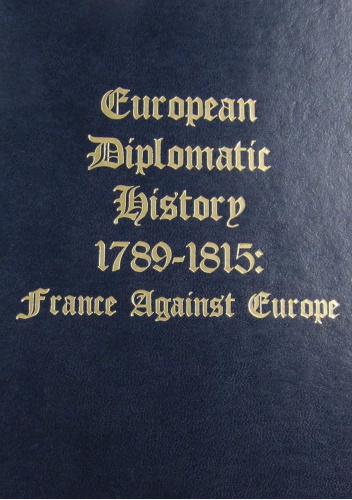 European
Diplomatic
History
1789-1815:
France Against Europe